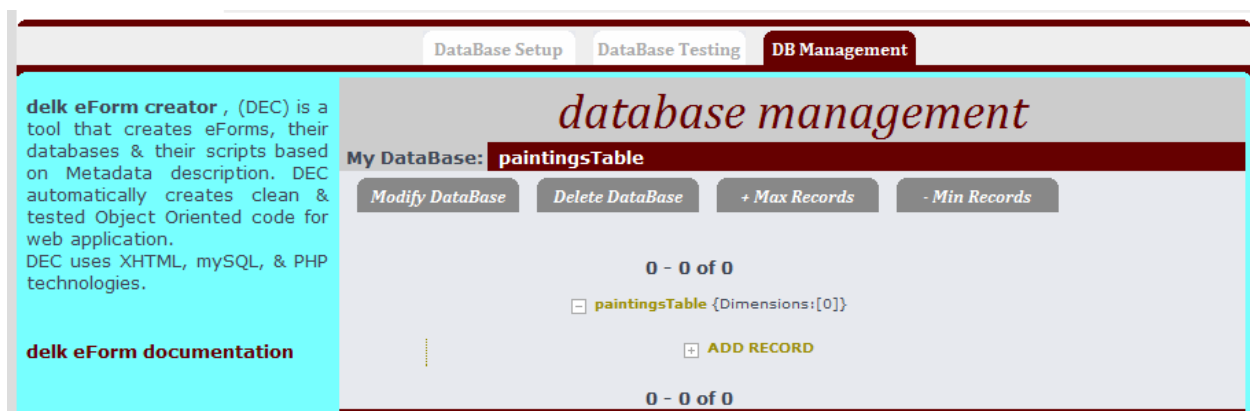 DataBase Setup DataBase Testing DB Management
delk eForm creator , (DEC) is a
tool that creates eForms, their
databases & their scripts based
on Metadata description. DEC
automatically creates clean &
tested Object Oriented code for
web application.
DEC uses XHTML, mySQL, & PHP
technologies.
delk eForm documentation
database management
My DataBase: paintingsTable
Modify DataBase Delete DataBase + Max Records - Min Records
0 - 0 of 0
paintingsTable {Dimensions:[0]}
ADD RECORD
0 - 0 of 0